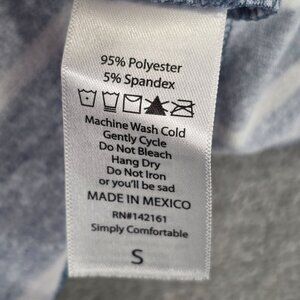 95% Polyester
5% Spandex
Machine Wash Cold
Gently Cycle
Do Not Bleach
Hang Dry
Do Not Iron
or you'll be sad
MADE IN MEXICO
RN#142161
Simply Comfortable
S